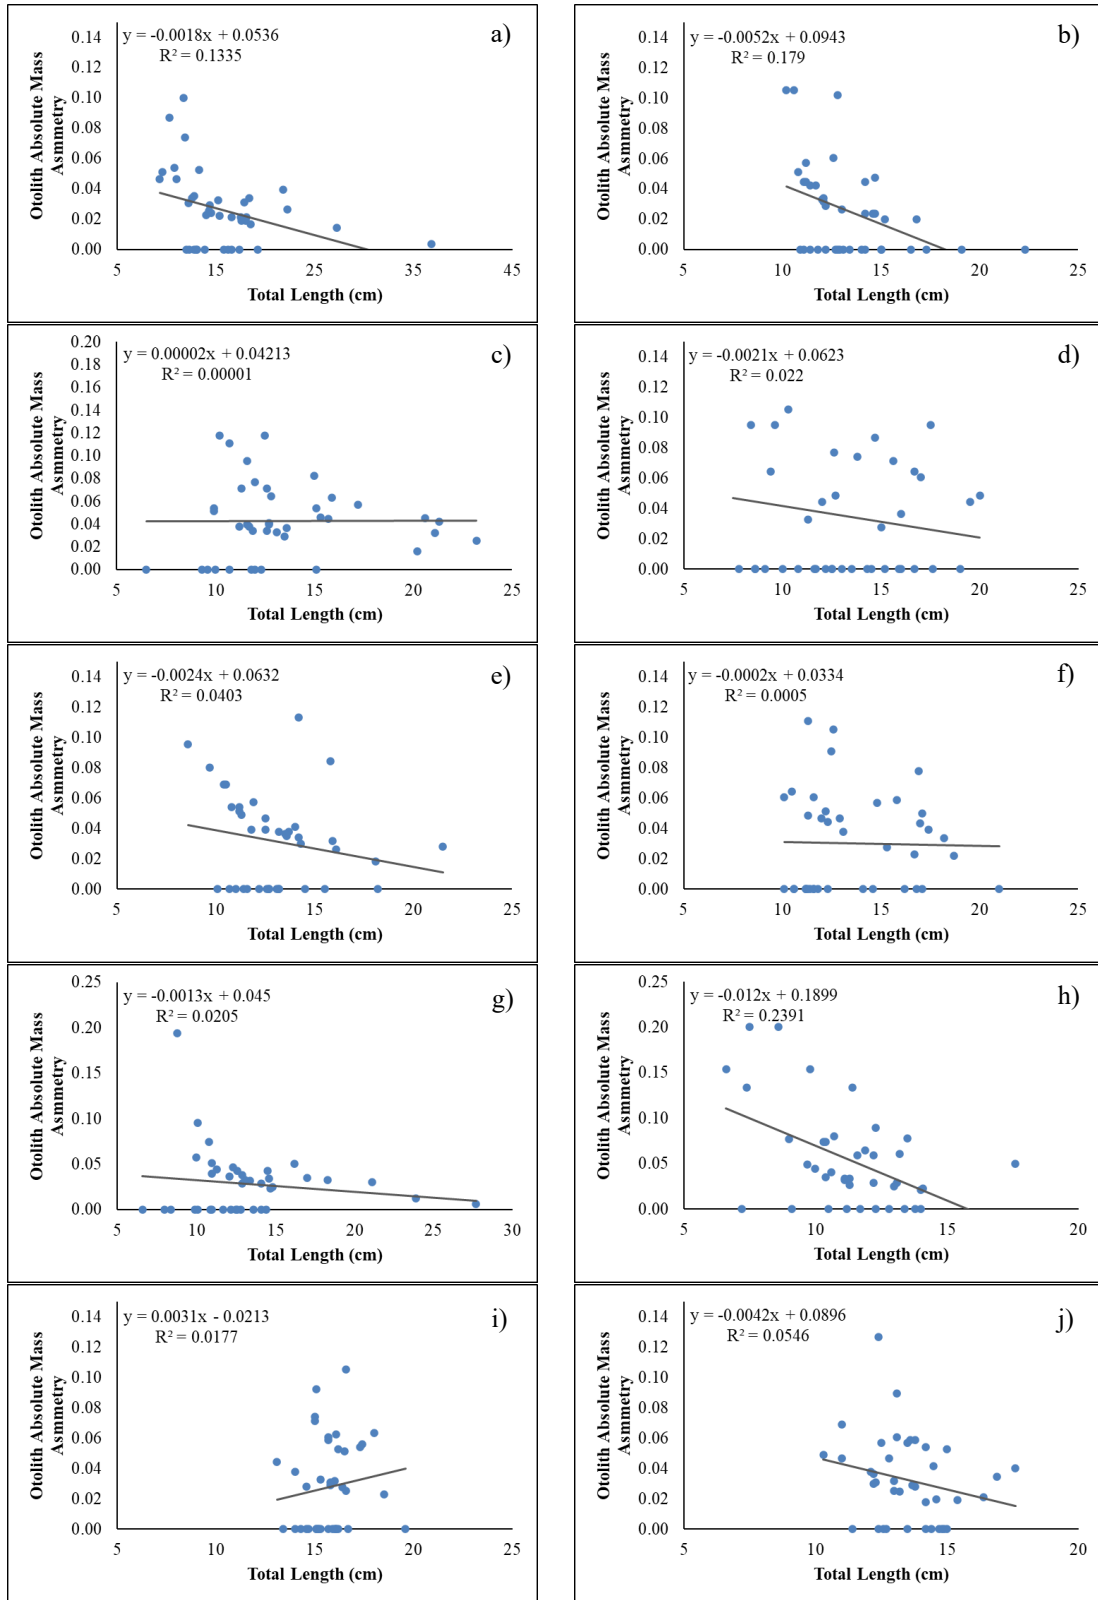 a)
y = -0.0018x + 0.0536
R² = 0.1335
Otolith Absolute Mass
Asmmetry
0.14
0.12
0.10
0.08
0.06
0.04
0.02
0.00
5 15 25 35 45
Total Length (cm)
b)
y = -0.0052x + 0.0943
R² = 0.179
Otolith Absolute Mass
Asmmetry
0.14
0.12
0.10
0.08
0.06
0.04
0.02
0.00
5 10 15 20 25
Total Length (cm)
c)
y = 0.00002x + 0.04213
R² = 0.00001
Otolith Absolute Mass
Asmmetry
0.20
0.18
0.16
0.14
0.12
0.10
0.08
0.06
0.04
0.02
0.00
5 10 15 20 25
Total Length (cm)
d)
y = -0.0021x + 0.0623
R² = 0.022
Otolith Absolute Mass
Asmmetry
0.14
0.12
0.10
0.08
0.06
0.04
0.02
0.00
5 10 15 20 25
Total Length (cm)
e)
y = -0.0024x + 0.0632
R² = 0.0403
Otolith Absolute Mass
Asmmetry
0.14
0.12
0.10
0.08
0.06
0.04
0.02
0.00
5 10 15 20 25
Total Length (cm)
f)
y = -0.0002x + 0.0334
R² = 0.0005
Otolith Absolute Mass
Asmmetry
0.14
0.12
0.10
0.08
0.06
0.04
0.02
0.00
5 10 15 20 25
Total Length (cm)
g)
y = -0.0013x + 0.045
R² = 0.0205
Otolith Absolute Mass
Asmmetry
0.25
0.20
0.15
0.10
0.05
0.00
5 10 15 20 25 30
Total Length (cm)
h)
y = -0.012x + 0.1899
R² = 0.2391
Otolith Absolute Mass
Asmmetry
0.25
0.20
0.15
0.10
0.05
0.00
5 10 15 20
Total Length (cm)
i)
y = 0.0031x - 0.0213
R² = 0.0177
Otolith Absolute Mass
Asmmetry
0.14
0.12
0.10
0.08
0.06
0.04
0.02
0.00
5 10 15 20 25
Total Length (cm)
j)
y = -0.0042x + 0.0896
R² = 0.0546
Otolith Absolute Mass
Asmmetry
0.14
0.12
0.10
0.08
0.06
0.04
0.02
0.00
5 10 15 20
Total Length (cm)